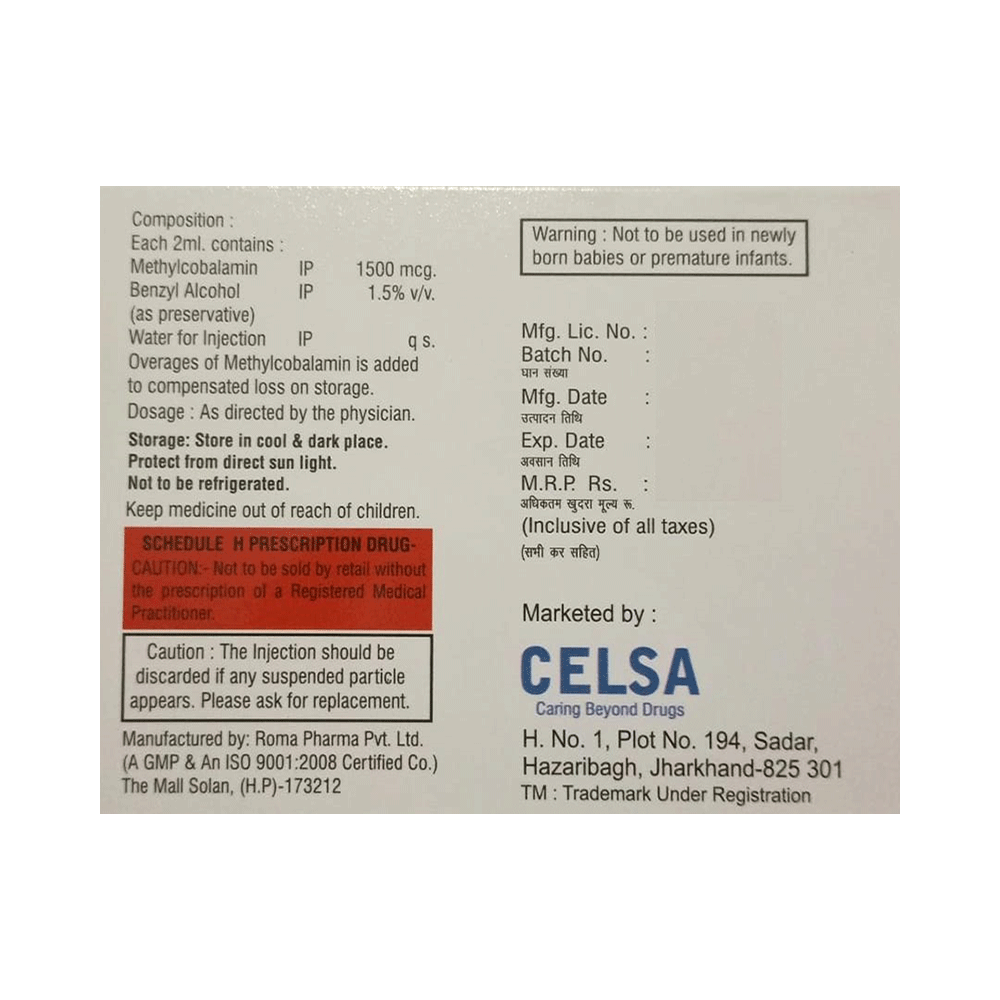 Composition :
Each 2ml. contains :
Methylcobalamin IP 1500 mcg.
Benzyl Alcohol IP 1.5% v/v.
(as preservative)
Water for Injection IP q s.
Overages of Methylcobalamin is added
to compensated loss on storage.
Dosage : As directed by the physician.
Storage: Store in cool & dark place.
Protect from direct sun light.
Not to be refrigerated.
Keep medicine out of reach of children.
SCHEDULE H PRESCRIPTION DRUG-
CAUTION:- Not to be sold by retail without
the prescription of a Registered Medical
Practitioner.
Caution : The Injection should be
discarded if any suspended particle
appears. Please ask for replacement.
Manufactured by: Roma Pharma Pvt. Ltd.
(A GMP & An ISO 9001:2008 Certified Co.)
The Mall Solan, (H.P)-173212
Warning : Not to be used in newly
born babies or premature infants.
Mfg. Lic. No. :
Batch No. :
घान संख्या
Mfg. Date :
उत्पादन तिथि
Exp. Date :
अवसान तिथि
M.R.P. Rs. :
अधिकतम खुदरा मूल्य रू.
(Inclusive of all taxes)
(सभी कर सहित)
Marketed by :
CELSA
Caring Beyond Drugs
H. No. 1, Plot No. 194, Sadar,
Hazaribagh, Jharkhand-825 301
TM : Trademark Under Registration